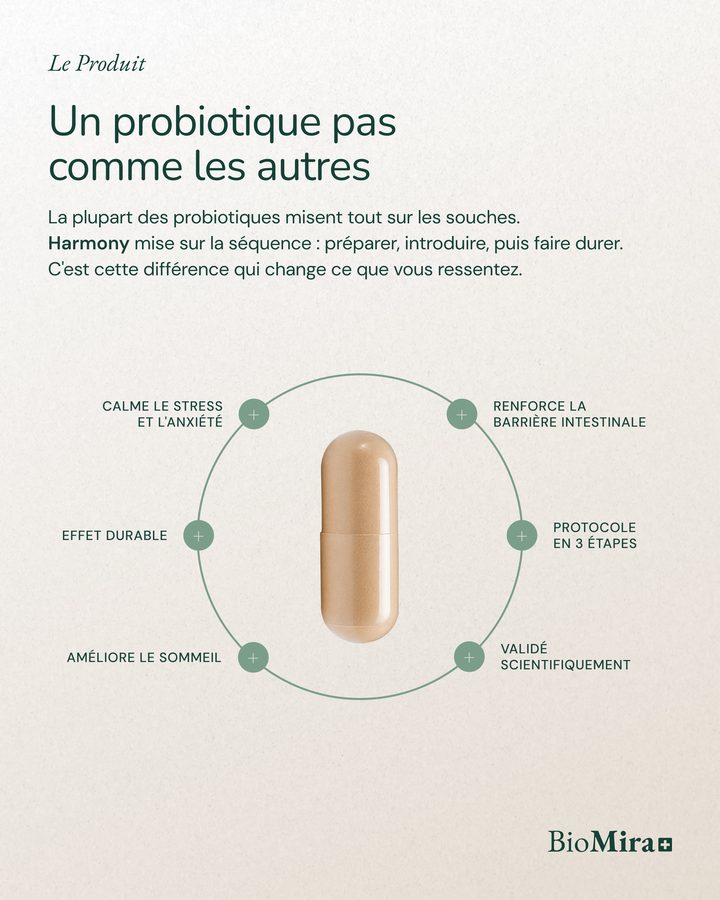 Le Produit
Un probiotique pas
comme les autres
La plupart des probiotiques misent tout sur les souches.
Harmony mise sur la séquence : préparer, introduire, puis faire durer.
C'est cette différence qui change ce que vous ressentez.
CALME LE STRESS
ET L'ANXIÉTÉ
RENFORCE LA
BARRIÈRE INTESTINALE
EFFET DURABLE
PROTOCOLE
EN 3 ÉTAPES
AMÉLIORE LE SOMMEIL
VALIDÉ
SCIENTIFIQUEMENT
BioMira